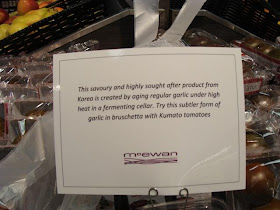 This savoury and highly sought after product from
Korea is created by aging regular garlic under high
heat in a fermenting cellar. Try this subtler form of
garlic in bruschetta with Kumato tomatoes
mcewan